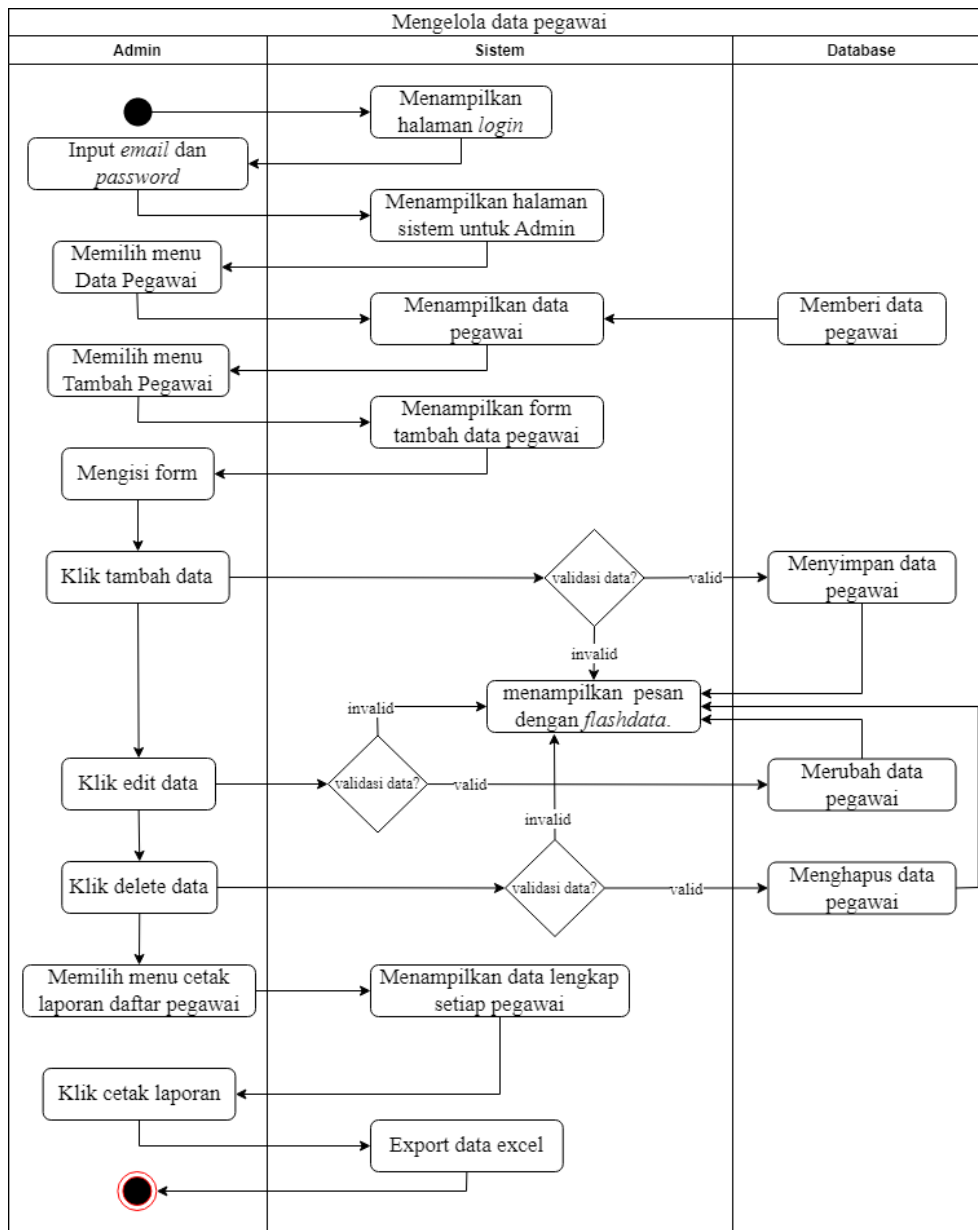 Mengelola data pegawai
Admin
Sistem
Database
Menampilkan
halaman login
Input email dan
password
Menampilkan halaman
sistem untuk Admin
Memilih menu
Data Pegawai
Menampilkan data
pegawai
Memberi data
pegawai
Memilih menu
Tambah Pegawai
Menampilkan form
tambah data pegawai
Mengisi form
Klik tambah data
validasi data?
valid
Menyimpan data
pegawai
invalid
menampilkan pesan
dengan flashdata.
invalid
Klik edit data
validasi data?
valid
Merubah data
pegawai
invalid
Klik delete data
validasi data?
valid
Menghapus data
pegawai
Memilih menu cetak
laporan daftar pegawai
Menampilkan data lengkap
setiap pegawai
Klik cetak laporan
Export data excel